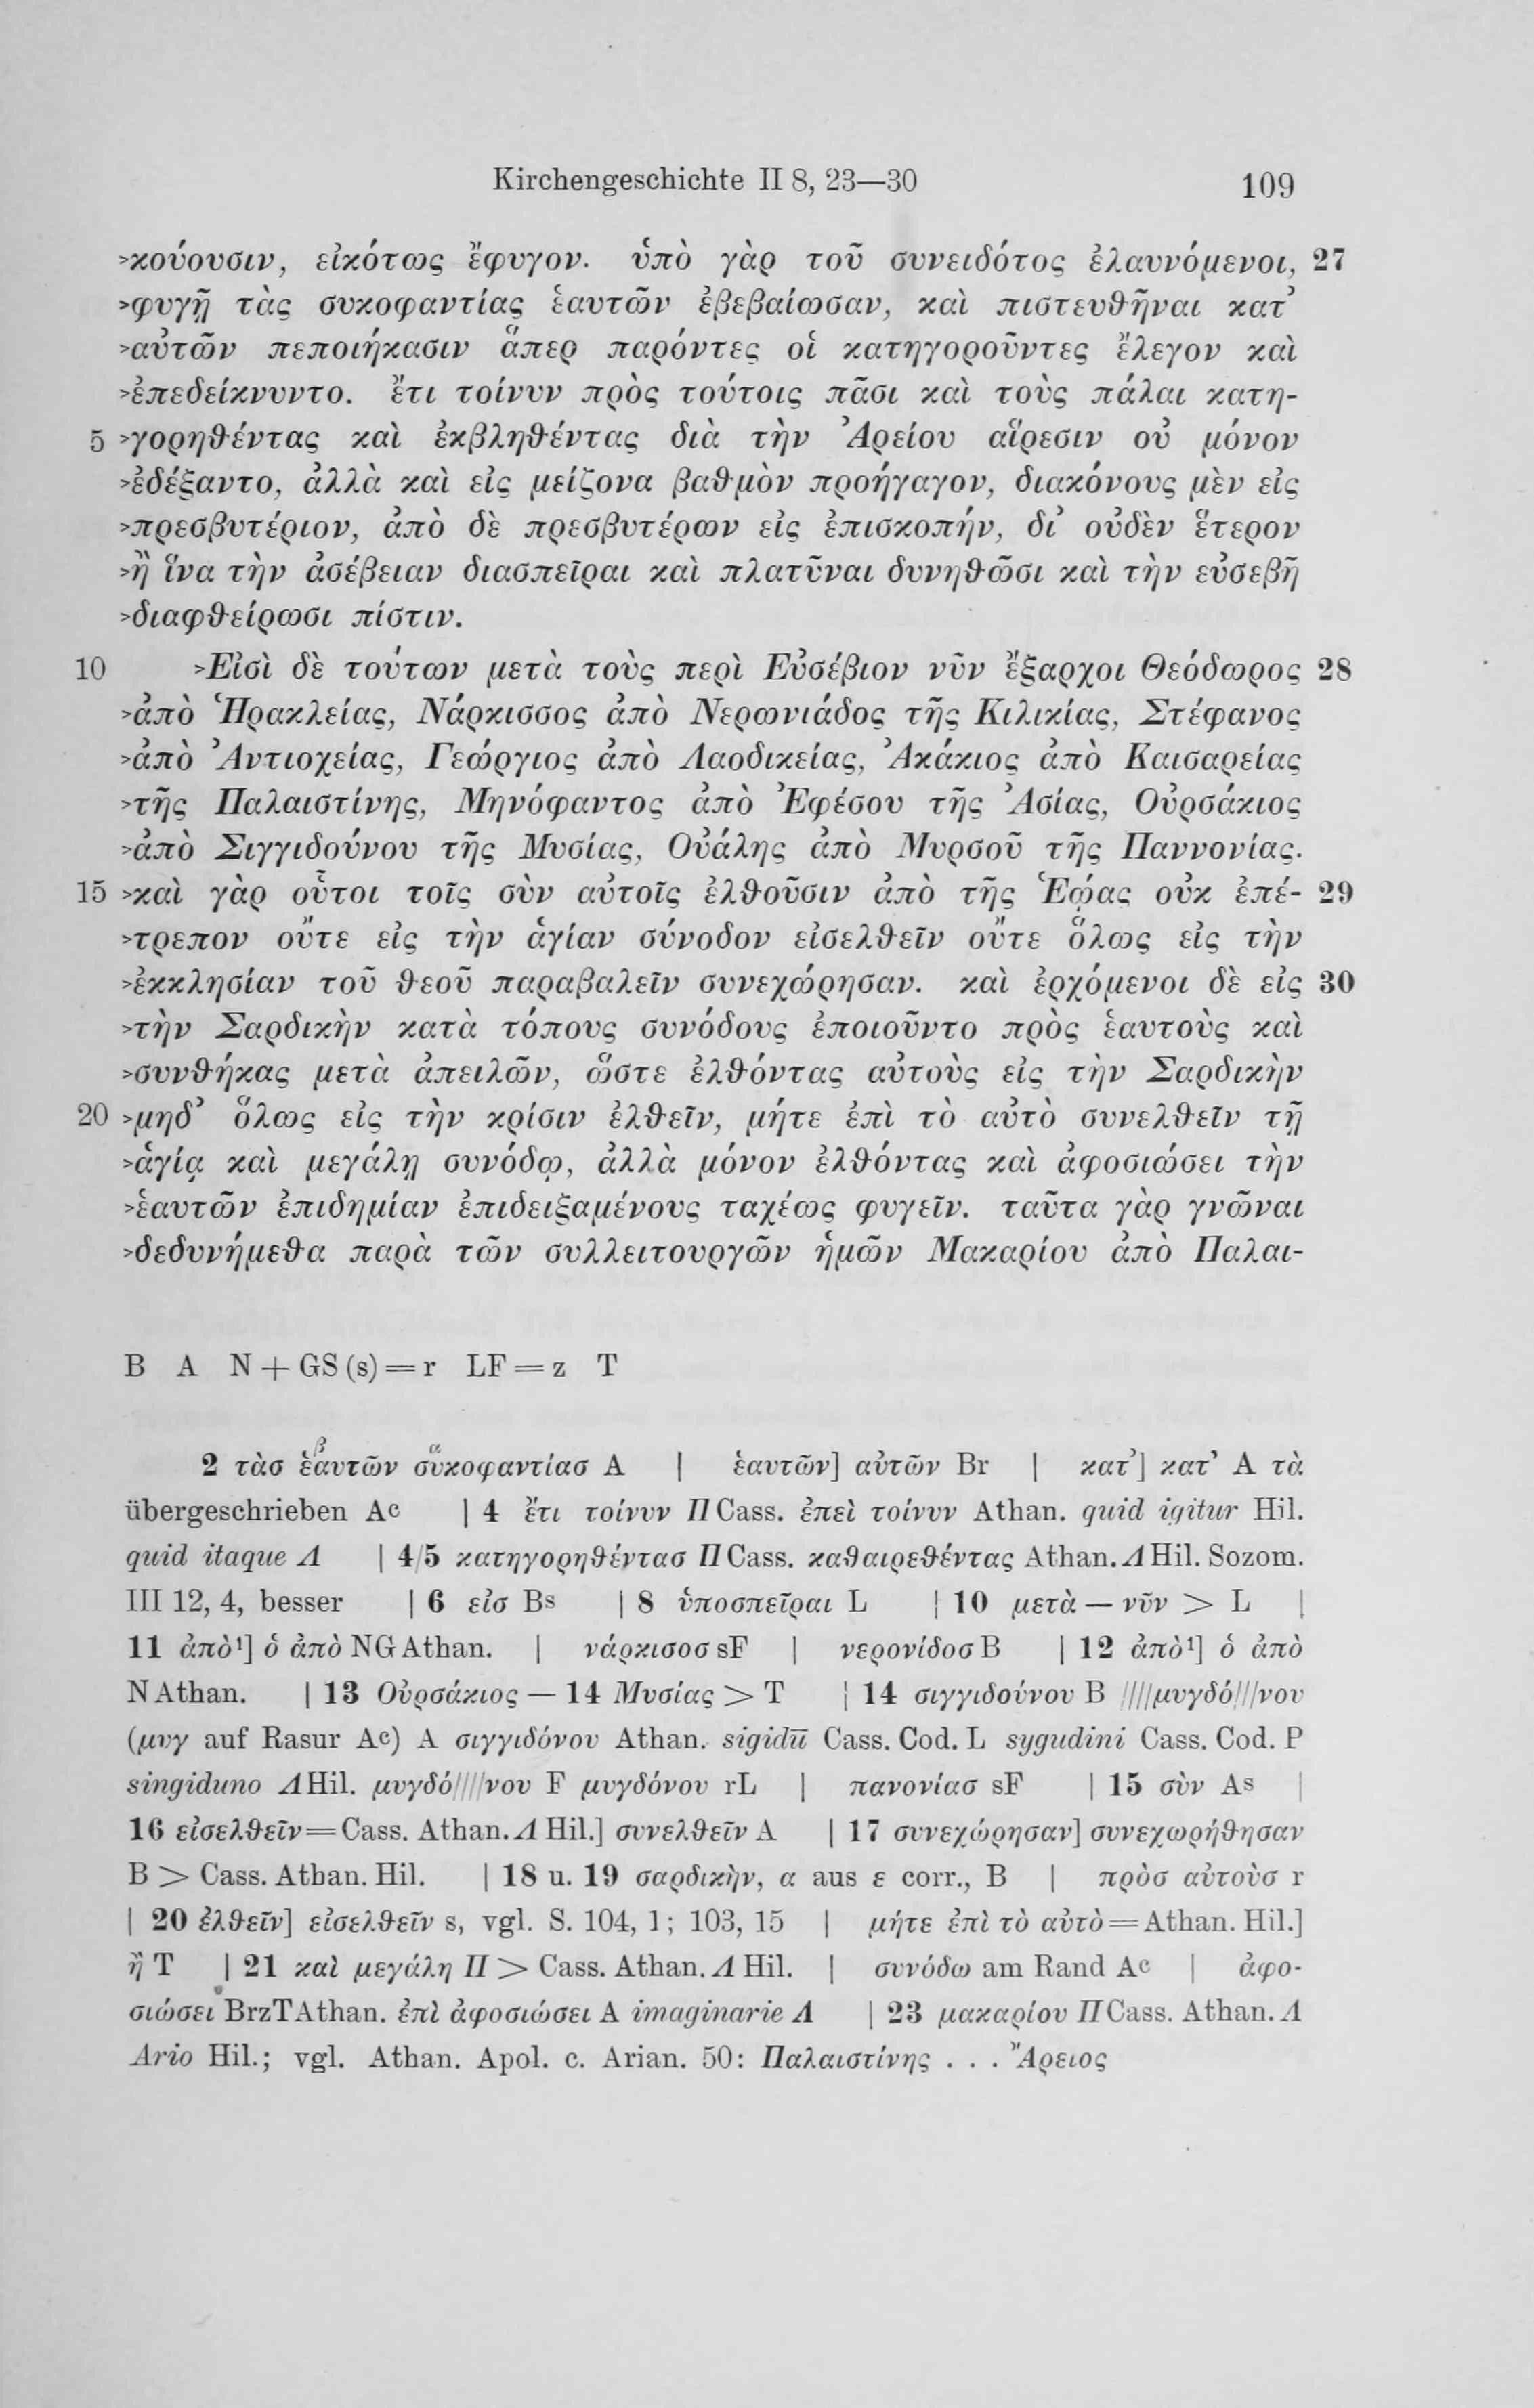 Kirchengeschichte II 8, 23—30 109
>κούουσιν, εἰκότως ἔφυγον. ὑπὸ γὰρ τοῦ συνειδότος ἐλαυνόμενοι, 27
>φυγῇ τὰς συκοφαντίας ἑαυτῶν ἐβεβαίωσαν, καὶ πιστευθῆναι κατ᾽
>αὐτῶν πεποιήκασιν ἅπερ παρόντες οἱ κατηγοροῦντες ἔλεγον καὶ
>ἐπεδείκνυντο. ἔτι τοίνυν πρὸς τούτοις πᾶσι καὶ τοὺς πάλαι κατη-
5 >γορηθέντας καὶ ἐκβληθέντας διὰ τὴν Ἀρείου αἵρεσιν οὐ μόνον
>ἐδέξαντο, ἀλλὰ καὶ εἰς μείζονα βαθμὸν προήγαγον, διακόνους μὲν εἰς
>πρεσβυτέριον, ἀπὸ δὲ πρεσβυτέρων εἰς ἐπισκοπήν, δι᾽ οὐδὲν ἕτερον
>ἢ ἵνα τὴν ἀσέβειαν διασπεῖραι καὶ πλατῦναι δυνηθῶσι καὶ τὴν εὐσεβῆ
>διαφθείρωσι πίστιν.
10 >Εἰσὶ δὲ τούτων μετὰ τοὺς περὶ Εὐσέβιον νῦν ἔξαρχοι Θεόδωρος 28
>ἀπὸ Ἡρακλείας, Νάρκισσος ἀπὸ Νερωνιάδος τῆς Κιλικίας, Στέφανος
>ἀπὸ Ἀντιοχείας, Γεώργιος ἀπὸ Λαοδικείας, Ἀκάκιος ἀπὸ Καισαρείας
>τῆς Παλαιστίνης, Μηνόφαντος ἀπὸ Ἐφέσου τῆς Ἀσίας, Οὐρσάκιος
>ἀπὸ Σιγγιδούνου τῆς Μυσίας, Οὐάλης ἀπὸ Μυρσοῦ τῆς Παννονίας.
15 >καὶ γὰρ οὗτοι τοῖς σὺν αὐτοῖς ἐλθοῦσιν ἀπὸ τῆς Ἑῴας οὐκ ἐπέ- 29
>τρεπον οὔτε εἰς τὴν ἁγίαν σύνοδον εἰσελθεῖν οὔτε ὅλως εἰς τὴν
>ἐκκλησίαν τοῦ θεοῦ παραβαλεῖν συνεχώρησαν. καὶ ἐρχόμενοι δὲ εἰς 30
>τὴν Σαρδικὴν κατὰ τόπους συνόδους ἐποιοῦντο πρὸς ἑαυτοὺς καὶ
>συνθήκας μετὰ ἀπειλῶν, ὥστε ἐλθόντας αὐτοὺς εἰς τὴν Σαρδικὴν
20 >μηδ᾽ ὅλως εἰς τὴν κρίσιν ἐλθεῖν, μήτε ἐπὶ τὸ αὐτὸ συνελθεῖν τῇ
>ἁγίᾳ καὶ μεγάλῃ συνόδῳ, ἀλλὰ μόνον ἐλθόντας καὶ ἀφοσιώσει τὴν
>ἑαυτῶν ἐπιδημίαν ἐπιδειξαμένους ταχέως φυγεῖν. ταῦτα γὰρ γνῶναι
>δεδυνήμεθα παρὰ τῶν συλλειτουργῶν ἡμῶν Μακαρίου ἀπὸ Παλαι-
B A N + GS (s) = r LF = z T
2 τὰσ ἑαυτῶν συκοφαντίασ A | ἑαυτῶν] αὐτῶν Br | κατ᾽] κατ᾽ A τὰ
übergeschrieben Ac | 4 ἔτι τοίνυν Π Cass. ἐπεὶ τοίνυν Athan. quid igitur Hil.
quid itaque Λ | 4/5 κατηγορηθέντασ Π Cass. καθαιρεθέντας Athan. Λ Hil. Sozom.
III 12, 4, besser | 6 εἰσ Bs | 8 ὑποσπεῖραι L | 10 μετὰ — νῦν > L |
11 ἀπὸ¹] ὁ ἀπὸ NG Athan. | νάρκισοσ sF | νερονίδοσ B | 12 ἀπὸ¹] ὁ ἀπὸ
N Athan. | 13 Οὐρσάκιος — 14 Μυσίας > T | 14 σιγγιδούνου B ////μυγδό///νου
(μυγ auf Rasur Ac) A σιγγιδόνου Athan. sigidū Cass. Cod. L sygudini Cass. Cod. P
singiduno Λ Hil. μυγδό////νου F μυγδόνου rL | πανονίασ sF | 15 σὺν As |
16 εἰσελθεῖν = Cass. Athan. Λ Hil.] συνελθεῖν A | 17 συνεχώρησαν] συνεχωρήθησαν
B > Cass. Athan. Hil. | 18 u. 19 σαρδικὴν, α aus ε corr., B | πρὸσ αὐτοὺσ r
| 20 ἐλθεῖν] εἰσελθεῖν s, vgl. S. 104, 1; 103, 15 | μήτε ἐπὶ τὸ αὐτὸ = Athan. Hil.]
ἢ T | 21 καὶ μεγάλη Π > Cass. Athan. Λ Hil. | συνόδω am Rand Ac | ἀφο-
σιώσει BrzT Athan. ἐπὶ ἀφοσιώσει A imaginarie Λ | 23 μακαρίου Π Cass. Athan. Λ
Ario Hil.; vgl. Athan. Apol. c. Arian. 50: Παλαιστίνης . . . Ἄρειος